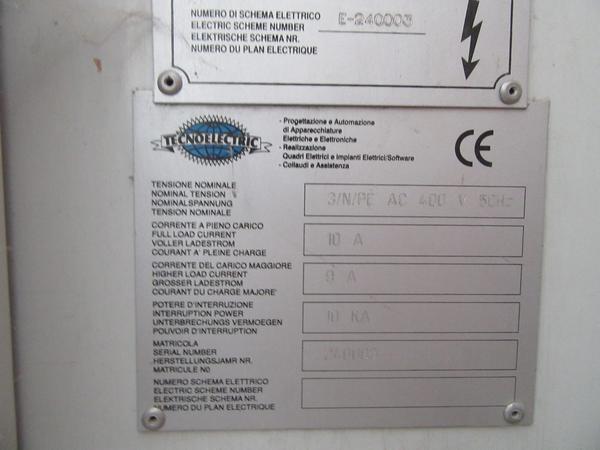 NUMERO DI SCHEMA ELETTRICO
ELECTRIC SCHEME NUMBER
ELEKTRISCHE SCHEMA NR.
NUMERO DU PLAN ELECTRIQUE
E-240003
TECNOELECTRIC
- Progettazione e Automazione
di Apparecchiature
Elettriche e Elettroniche
- Realizzazione
Quadri Elettrici e Impianti Elettrici/Software
- Collaudi e Assistenza
CE
TENSIONE NOMINALE
NOMINAL TENSION
NOMINALSPANNUNG
TENSION NOMINALE
3/N/PE AC 400 V 50Hz
CORRENTE A PIENO CARICO
FULL LOAD CURRENT
VOLLER LADESTROM
COURANT A' PLEINE CHARGE
10 A
CORRENTE DEL CARICO MAGGIORE
HIGHER LOAD CURRENT
GROSSER LADESTROM
COURANT DU CHARGE MAJORE'
9 A
POTERE D'INTERRUZIONE
INTERRUPTION POWER
UNTERBRECHUNGS VERMOEGEN
POUVOIR D'INTERRUPTION
10 KA
MATRICOLA
SERIAL NUMBER
HERSTELLUNGSJAMR NR.
MATRICULE N0
240003
NUMERO SCHEMA ELETTRICO
ELECTRIC SCHEME NUMBER
ELEKTRISCHE SCHEMA NR.
NUMERO DU PLAN ELECTRIQUE